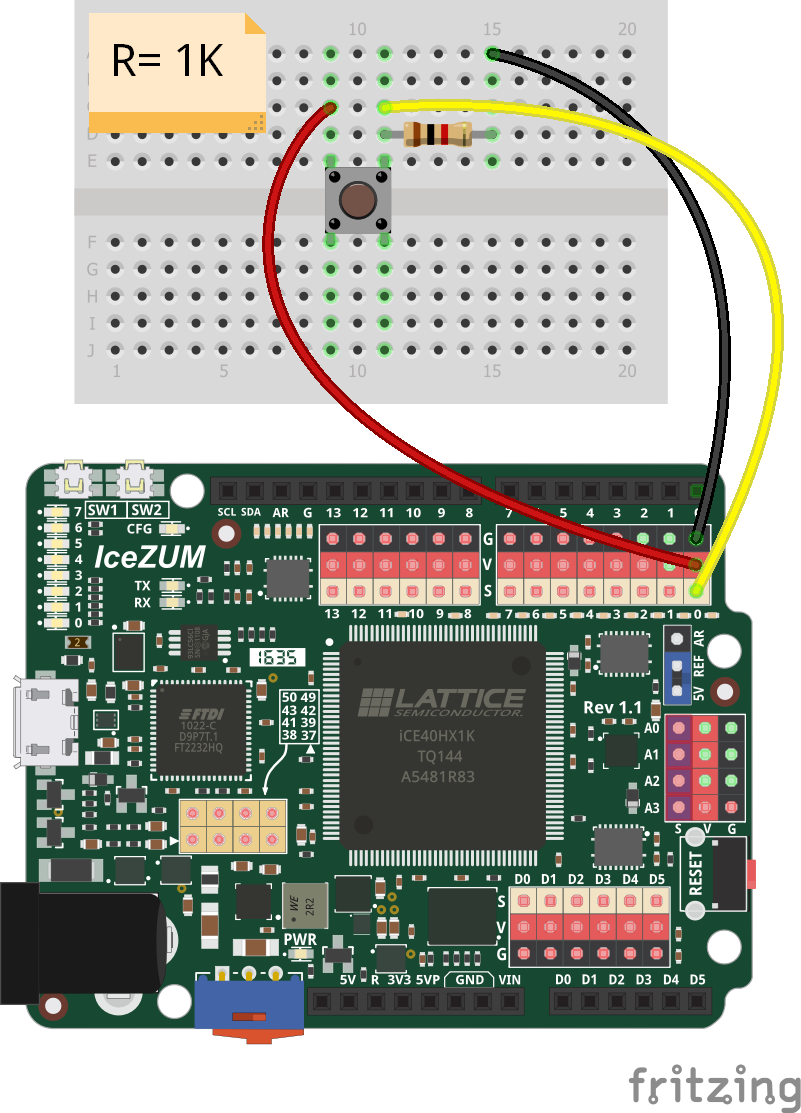 R= 1K
10 15 20
A
B
C
D
E
F
G
H
I
J
1 5 10 15 20
SW1 SW2
7
6
5
4
3
2
1
0
CFG
IceZUM
TX
RX
SCL SDA AR G 13 12 11 10 9 8 7 6 5 4 3 2 1 0
G
V
S
13 12 11 10 9 8 7 6 5 4 3 2 1 0
2
1635
AR
REF
5V
50 49
43 42
41 39
38 37
FTDI
1022-C
D9P7T.1
FT2232HQ
LATTICE
SEMICONDUCTOR
iCE40HX1K
TQ144
A5481R83
Rev 1.1
A0
A1
A2
A3
S V G
RESET
D0 D1 D2 D3 D4 D5
S
V
G
WE
2R2
PWR
5V R 3V3 5VP GND VIN D0 D1 D2 D3 D4 D5
fritzing